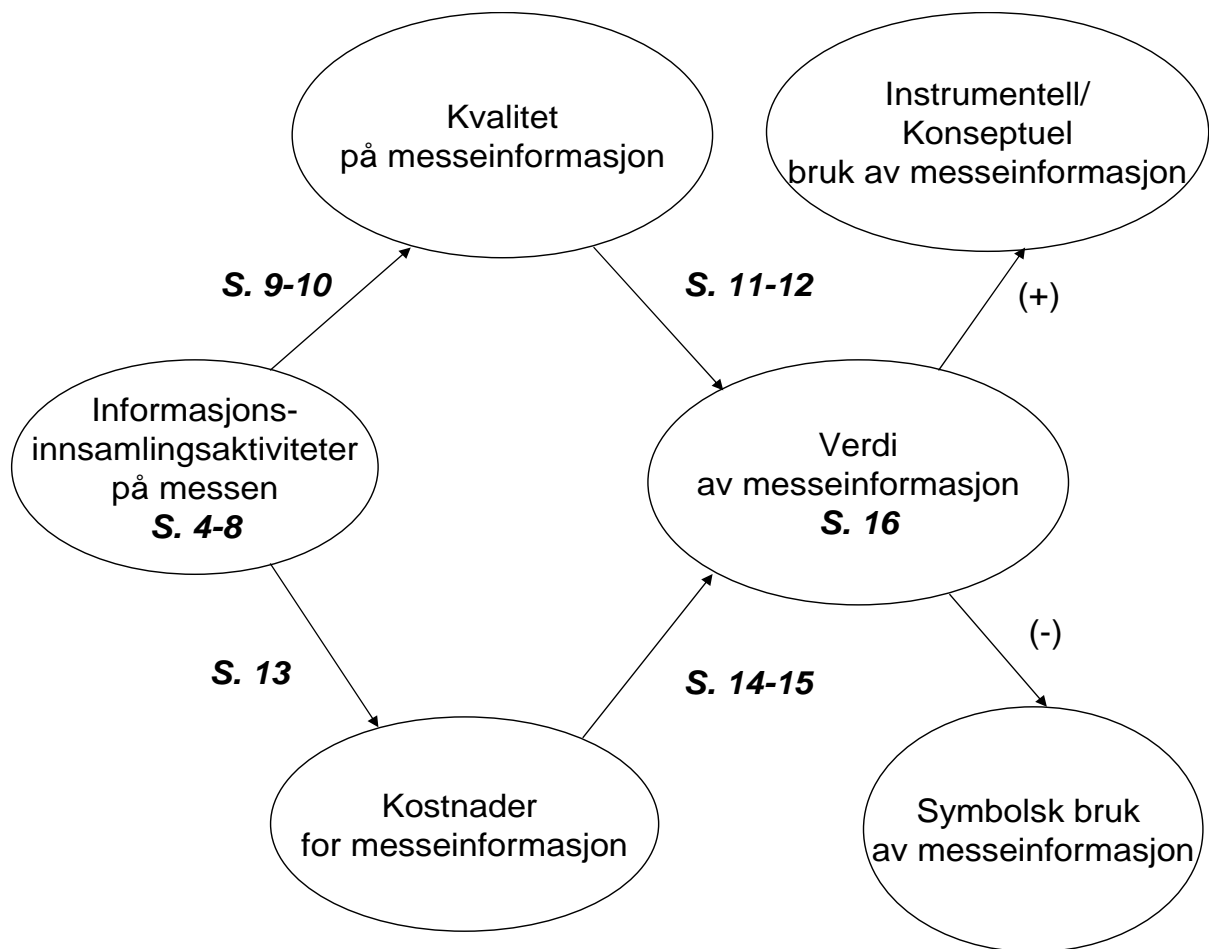 Kvalitet
på messeinformasjon
Instrumentell/
Konseptuel
bruk av messeinformasjon
S. 9-10
S. 11-12
(+)
Informasjons-
innsamlingsaktiviteter
på messen
S. 4-8
Verdi
av messeinformasjon
S. 16
S. 13
S. 14-15
(-)
Kostnader
for messeinformasjon
Symbolsk bruk
av messeinformasjon